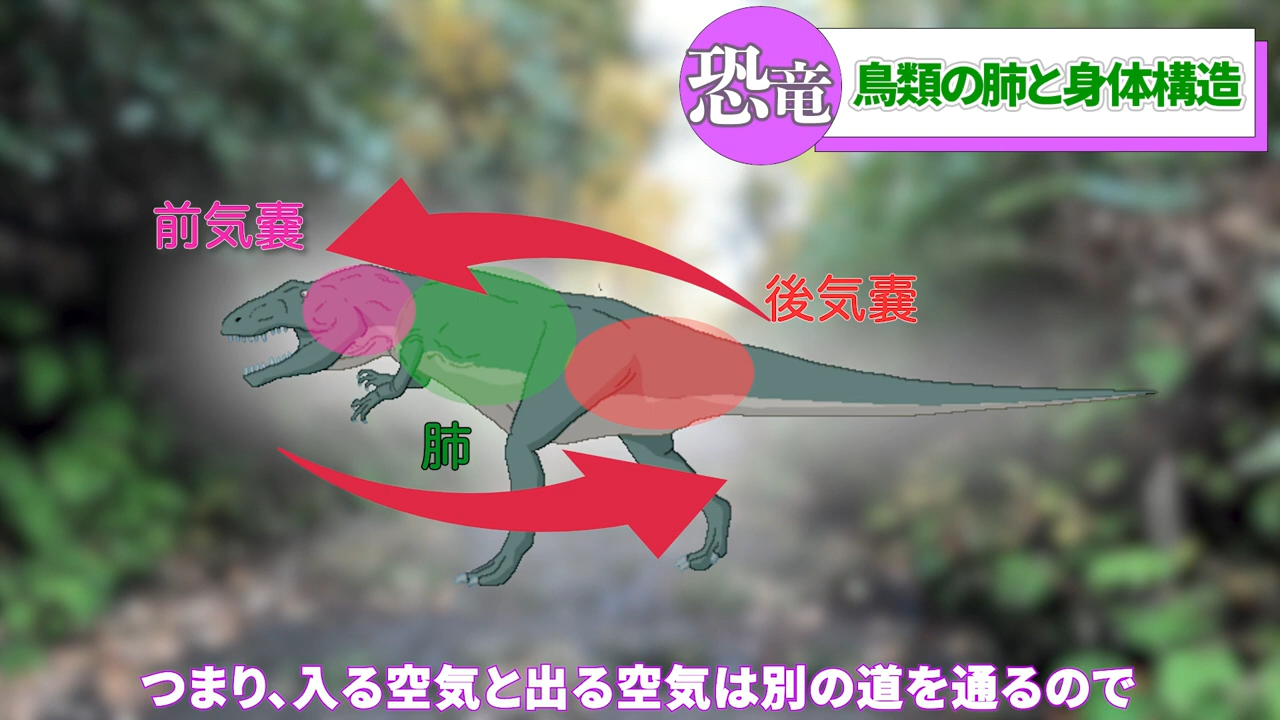 恐竜
鳥類の肺と身体構造
前気嚢
後気嚢
肺
つまり、入る空気と出る空気は別の道を通るので